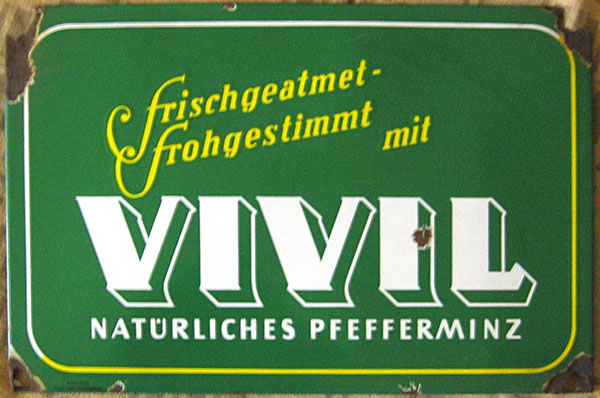 Frischgeatmet-
Frohgestimmt mit
VIVIL
NATÜRLICHES PFEFFERMINZ